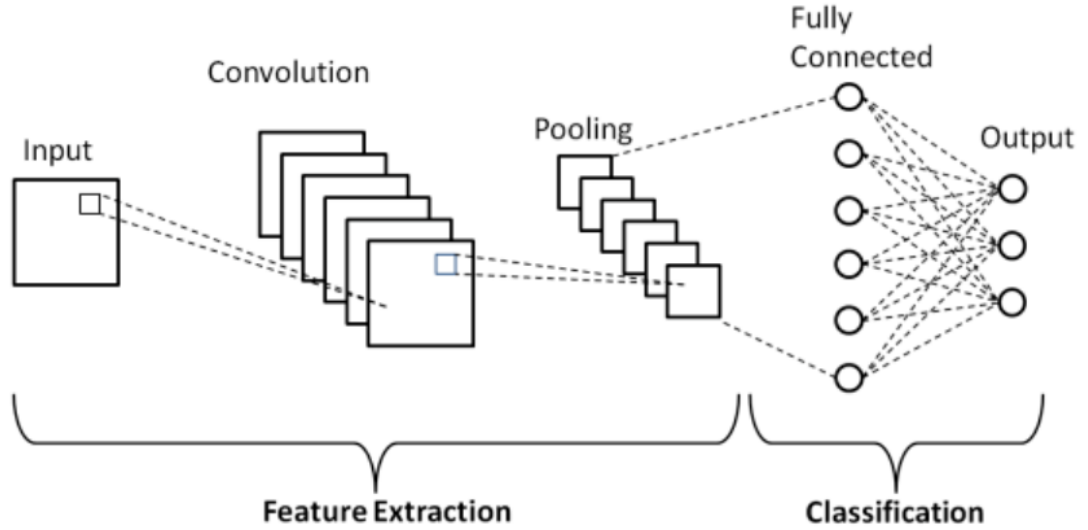 Input
Convolution
Pooling
Fully
Connected
Output
Feature Extraction
Classification